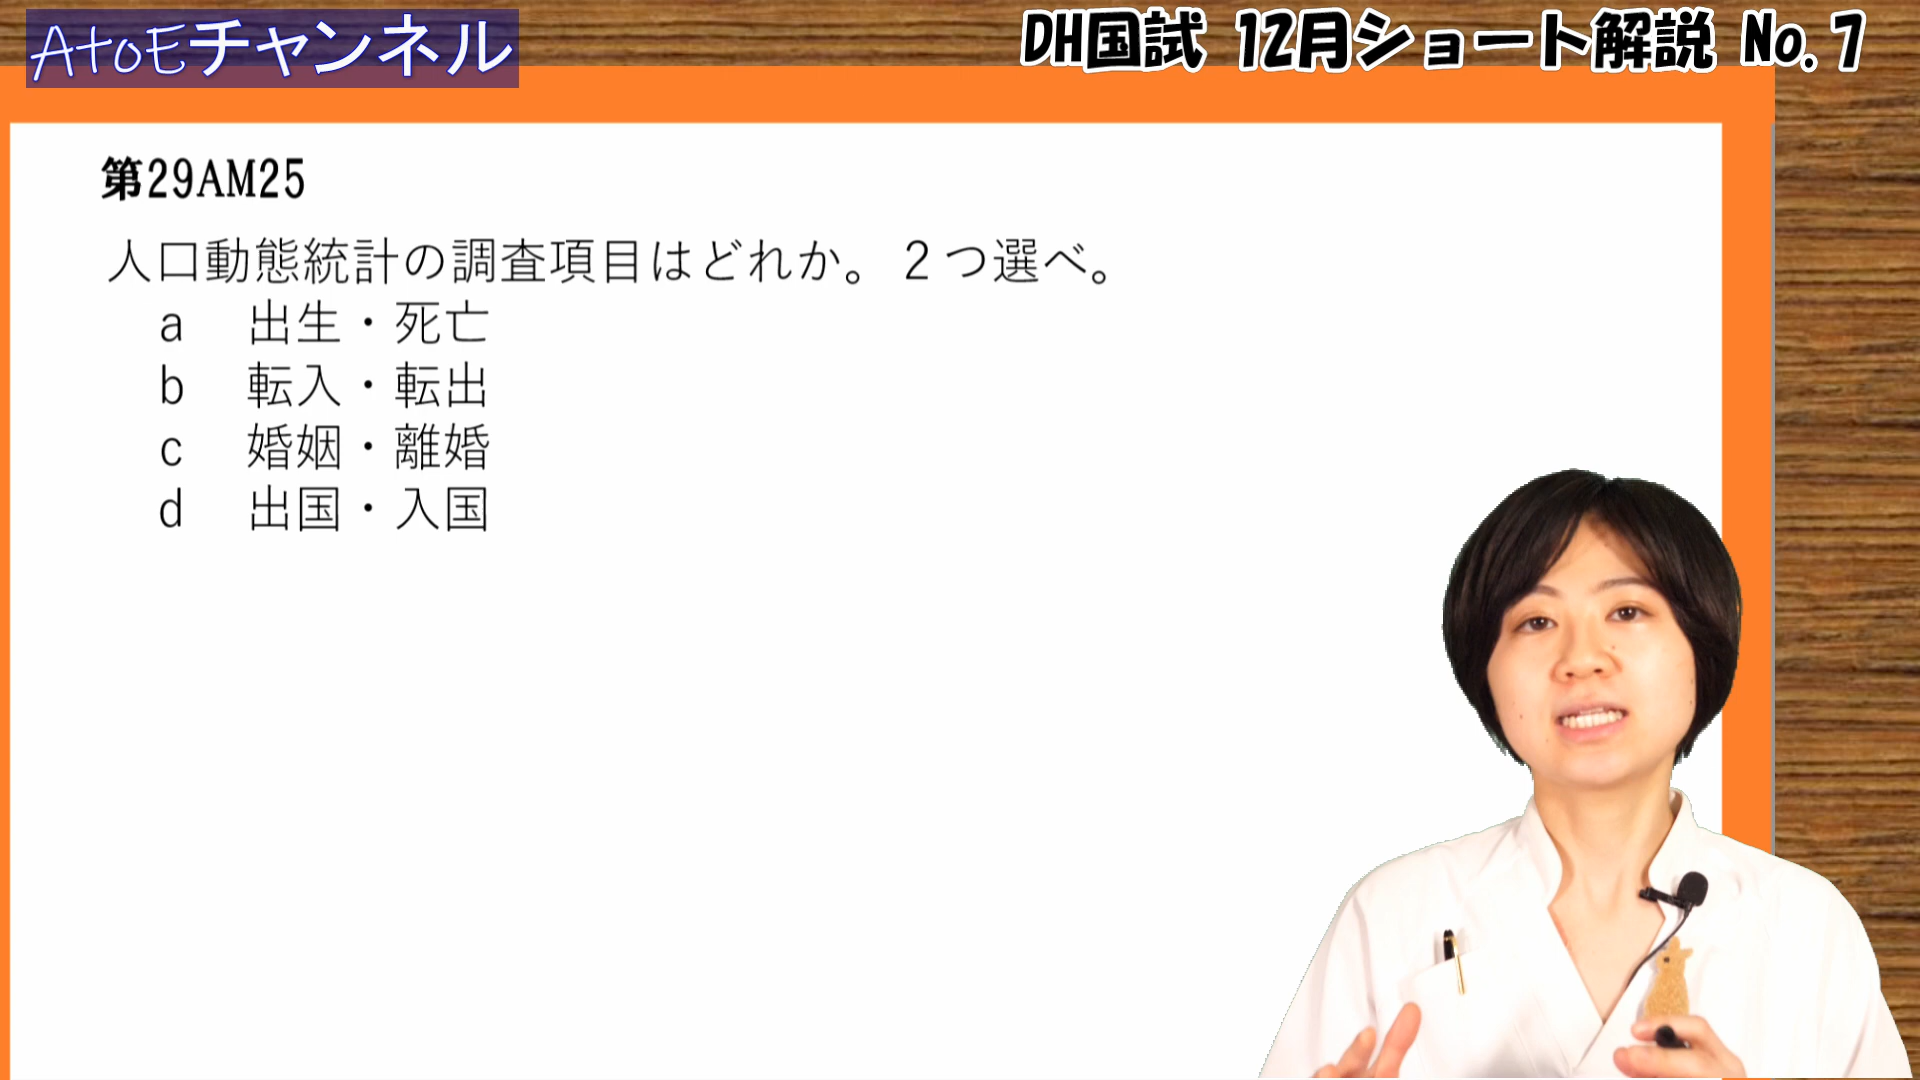 AtoEチャンネル
DH国試 12月ショート解説 No.7
第29AM25
人口動態統計の調査項目はどれか。２つ選べ。
a 出生・死亡
b 転入・転出
c 婚姻・離婚
d 出国・入国